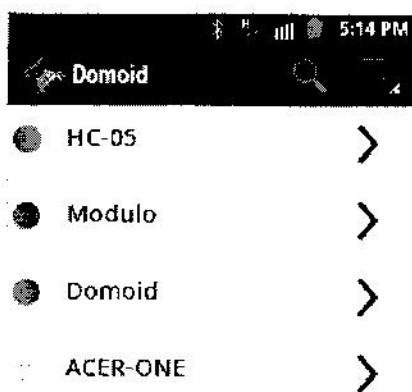 5:14 PM
Domoid
HC-05
Modulo
Domoid
ACER-ONE